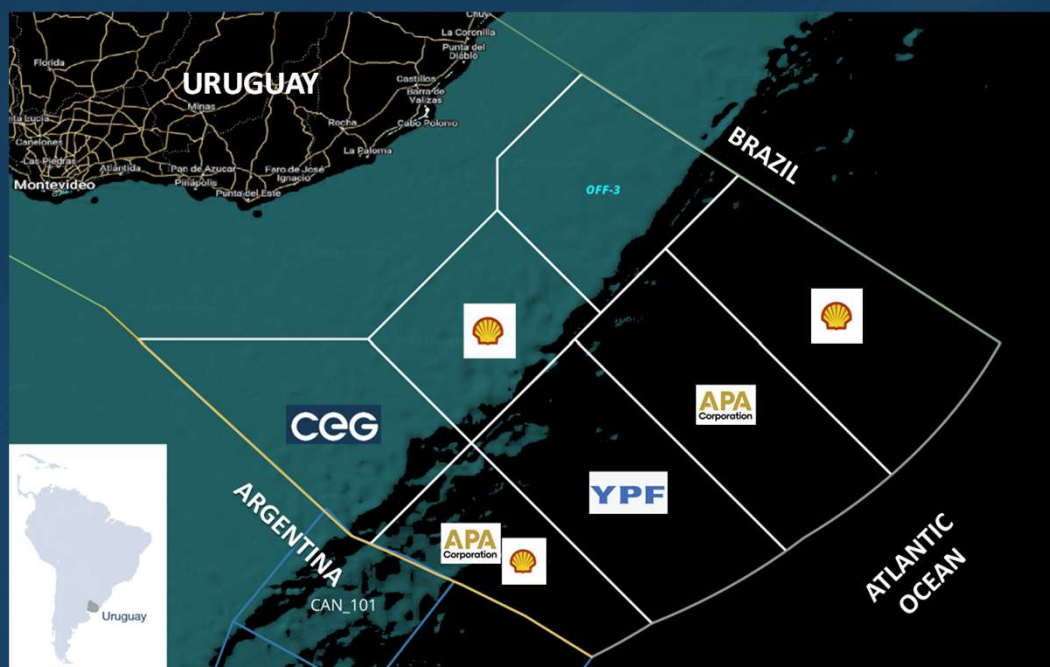 Chuy
La Coronilla
Punta del
Diablo
Florida
URUGUAY
Castillos
Barra de
Valizas
Minas
Cabo Polonio
Rocha
Canelones
La Paloma
Las Piedras
Atlántida
Pan de Azucar
Piriápolis
Faro de José
Ignacio
Montevideo
Punta del Este
BRAZIL
OFF-3
APA
Corporation
CEG
YPF
ARGENTINA
APA
Corporation
ATLANTIC
OCEAN
CAN_101
Uruguay